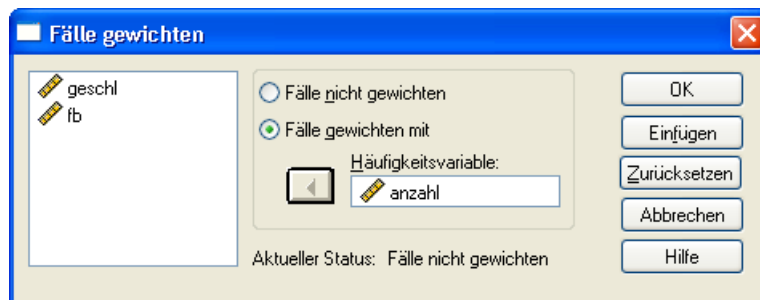 Fälle gewichten
geschl
fb
Fälle nicht gewichten
Fälle gewichten mit
Häufigkeitsvariable:
anzahl
Aktueller Status: Fälle nicht gewichten
OK
Einfügen
Zurücksetzen
Abbrechen
Hilfe